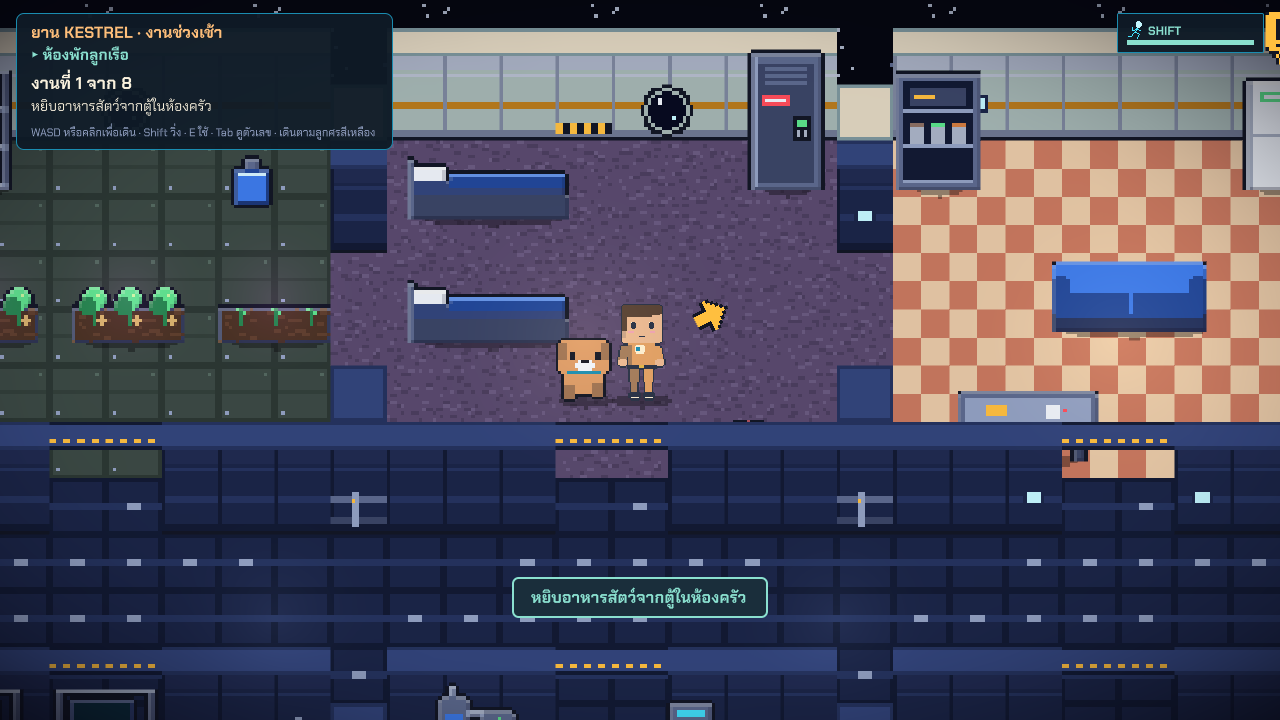 ยาน KESTREL · งานช่วงเช้า
▸ ห้องพักลูกเรือ
งานที่ 1 จาก 8
หยิบอาหารสัตว์จากตู้ในห้องครัว
WASD หรือคลิกเพื่อเดิน · Shift วิ่ง · E ใช้ · Tab ดูตัวเลข · เดินตามลูกศรสีเหลือง
SHIFT
หยิบอาหารสัตว์จากตู้ในห้องครัว